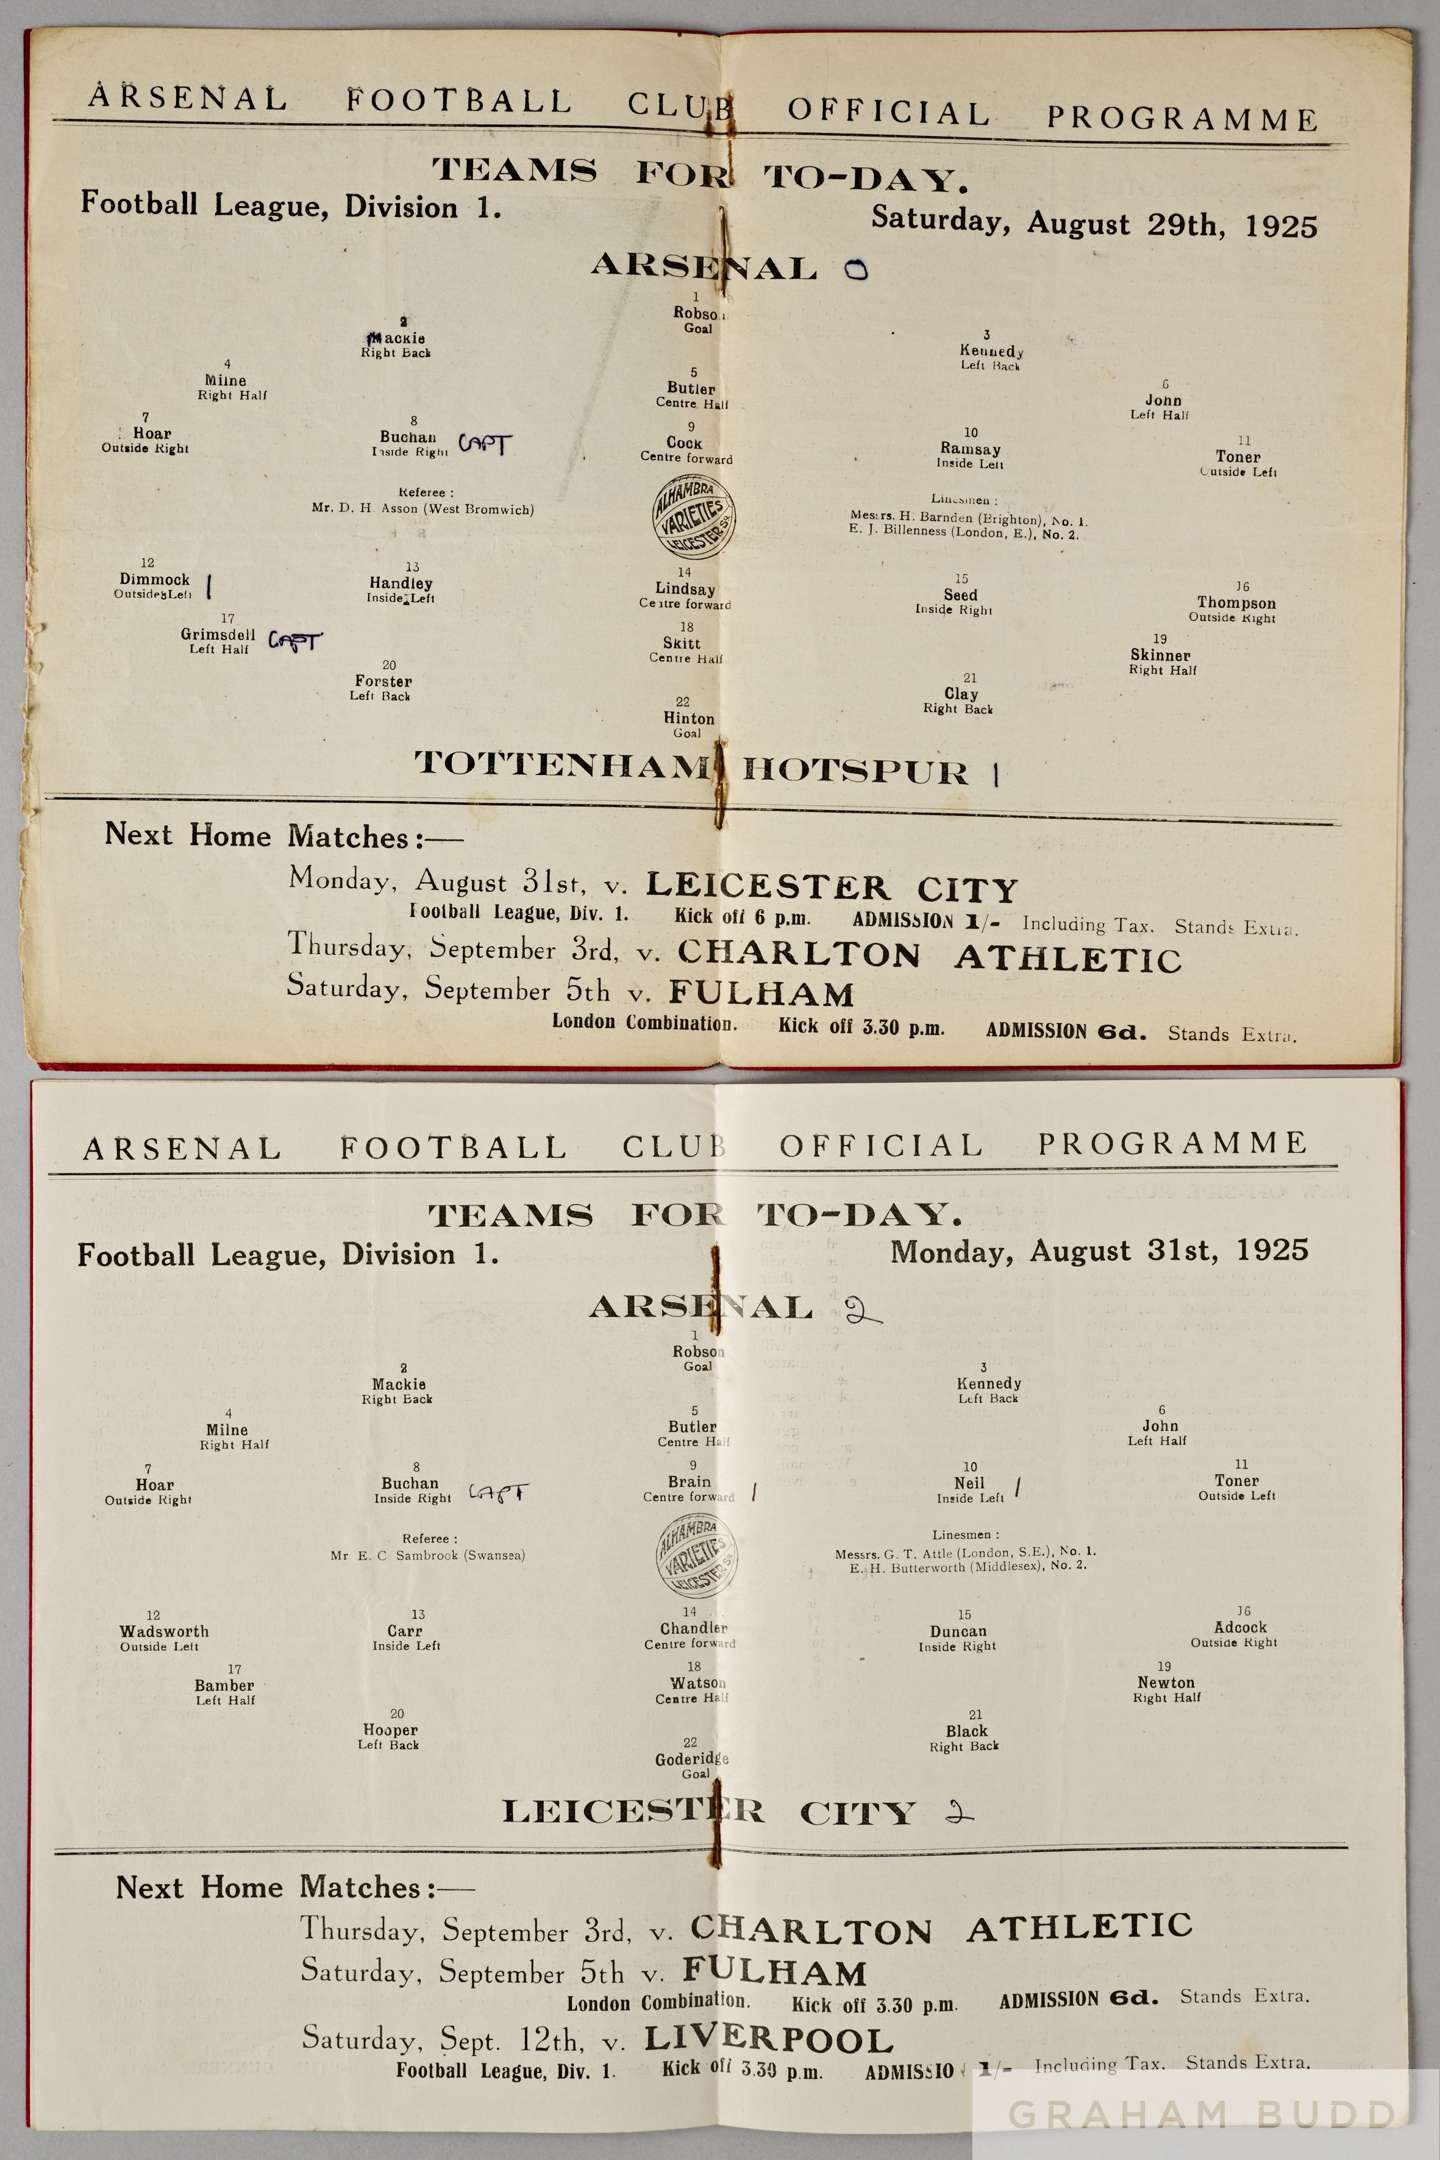 ARSENAL FOOTBALL CLUB OFFICIAL PROGRAMME
TEAMS FOR TO-DAY.
Football League, Division 1. Saturday, August 29th, 1925
ARSENAL 0
1
Robson
Goal
2
Mackie
Right Back
3
Kennedy
Left Back
4
Milne
Right Half
5
Butler
Centre Half
6
John
Left Half
7
Hoar
Outside Right
8
Buchan CAPT
Inside Right
9
Cock
Centre forward
10
Ramsay
Inside Left
11
Toner
Outside Left
Referee :
Mr. D. H. Asson (West Bromwich)
ALHAMBRA
VARIETIES
LEICESTER SQ.
Linesmen :
Messrs. H. Barnden (Brighton), No. 1.
E. J. Billenness (London, E.), No. 2.
12
Dimmock 1
Outside Left
13
Handley
Inside Left
14
Lindsay
Centre forward
15
Seed
Inside Right
16
Thompson
Outside Right
17
Grimsdell CAPT
Left Half
18
Skitt
Centre Half
19
Skinner
Right Half
20
Forster
Left Back
21
Clay
Right Back
22
Hinton
Goal
TOTTENHAM HOTSPUR 1
Next Home Matches :—
Monday, August 31st, v. LEICESTER CITY
Football League, Div. 1. Kick off 6 p.m. ADMISSION 1/- Including Tax. Stands Extra.
Thursday, September 3rd, v. CHARLTON ATHLETIC
Saturday, September 5th v. FULHAM
London Combination. Kick off 3.30 p.m. ADMISSION 6d. Stands Extra.
ARSENAL FOOTBALL CLUB OFFICIAL PROGRAMME
TEAMS FOR TO-DAY.
Football League, Division 1. Monday, August 31st, 1925
ARSENAL 2
1
Robson
Goal
2
Mackie
Right Back
3
Kennedy
Left Back
4
Milne
Right Half
5
Butler
Centre Half
6
John
Left Half
7
Hoar
Outside Right
8
Buchan CAPT
Inside Right
9
Brain 1
Centre forward
10
Neil 1
Inside Left
11
Toner
Outside Left
Referee :
Mr E. C. Sambrook (Swansea)
ALHAMBRA
VARIETIES
LEICESTER SQ.
Linesmen :
Messrs. G. T. Attle (London, S.E.), No. 1.
E. H. Butterworth (Middlesex), No. 2.
12
Wadsworth
Outside Left
13
Carr
Inside Left
14
Chandler
Centre forward
15
Duncan
Inside Right
16
Adcock
Outside Right
17
Bamber
Left Half
18
Watson
Centre Half
19
Newton
Right Half
20
Hooper
Left Back
21
Black
Right Back
22
Goderidge
Goal
LEICESTER CITY 2
Next Home Matches :—
Thursday, September 3rd, v. CHARLTON ATHLETIC
Saturday, September 5th v. FULHAM
London Combination. Kick off 3.30 p.m. ADMISSION 6d. Stands Extra.
Saturday, Sept. 12th, v. LIVERPOOL
Football League, Div. 1. Kick off 3.30 p.m. ADMISSION 1/- Including Tax. Stands Extra.
GRAHAM BUDD